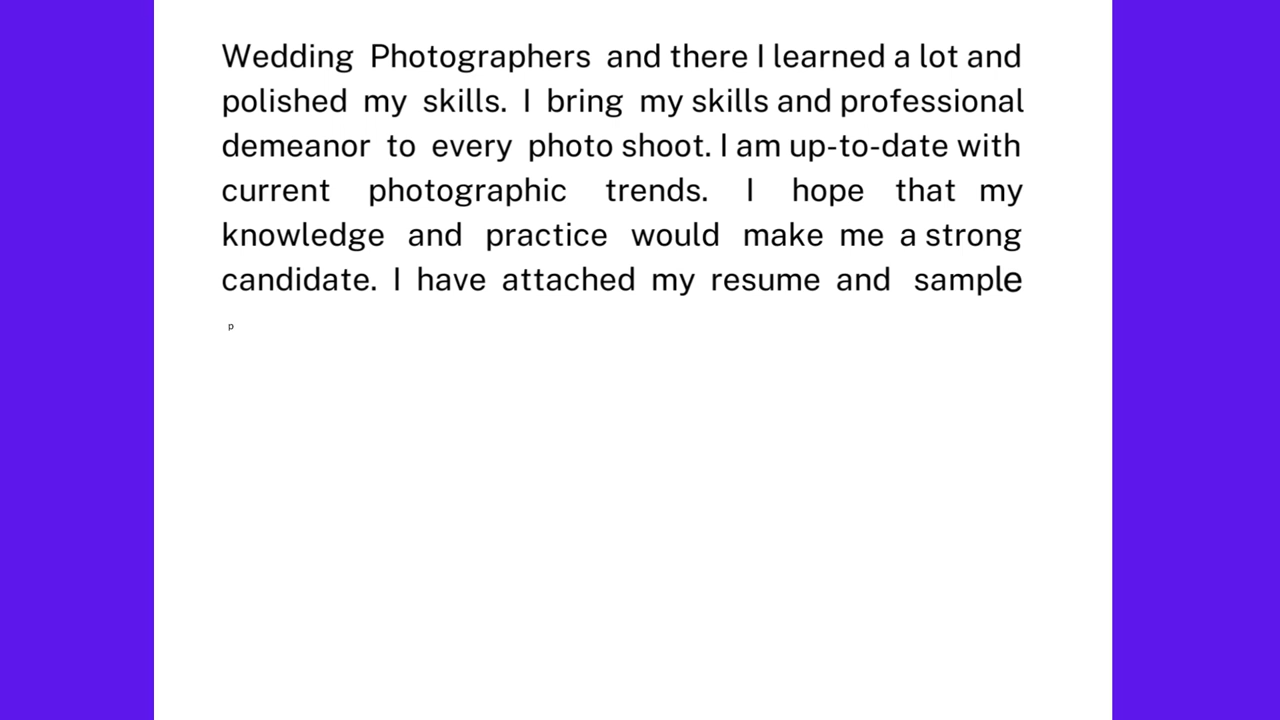 Wedding Photographers and there I learned a lot and
polished my skills. I bring my skills and professional
demeanor to every photo shoot. I am up-to-date with
current photographic trends. I hope that my
knowledge and practice would make me a strong
candidate. I have attached my resume and sample
p